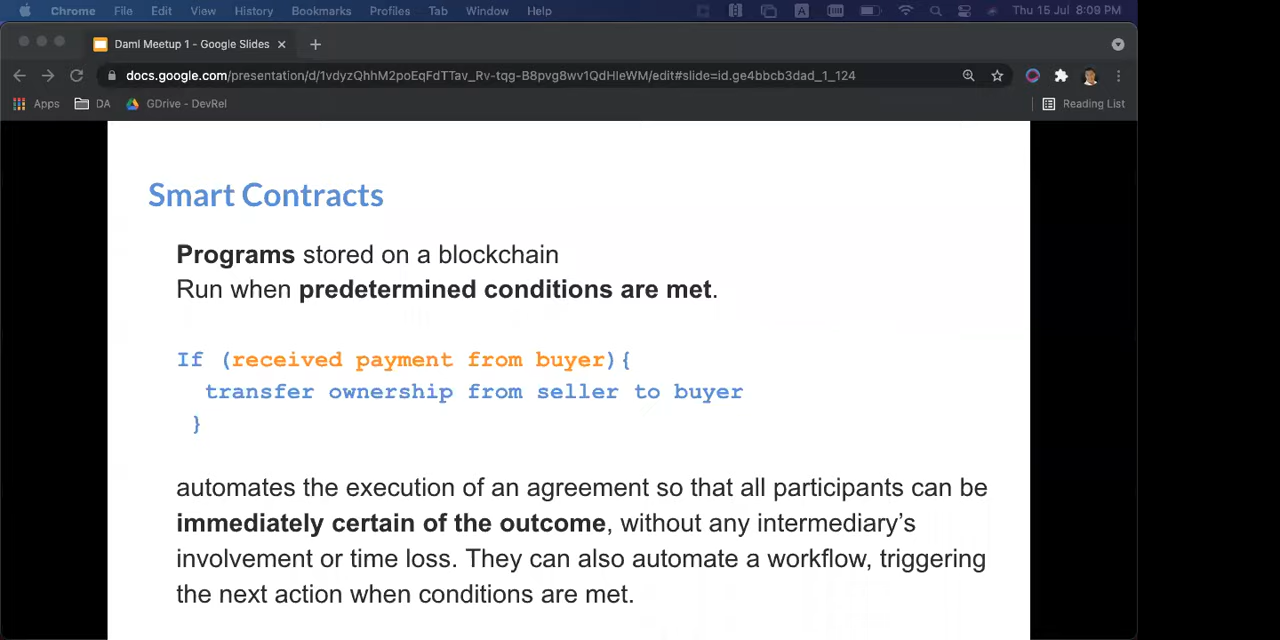 Chrome File Edit View History Bookmarks Profiles Tab Window Help A Thu 15 Jul 8:09 PM
Daml Meetup 1 - Google Slides
docs.google.com/presentation/d/1vdyzQhhM2poEqFdTTav_Rv-tqg-B8pvg8wv1QdHleWM/edit#slide=id.ge4bbcb3dad_1_124
Apps DA GDrive - DevRel Reading List
Smart Contracts
Programs stored on a blockchain
Run when predetermined conditions are met.
If (received payment from buyer){
transfer ownership from seller to buyer
}
automates the execution of an agreement so that all participants can be
immediately certain of the outcome, without any intermediary’s
involvement or time loss. They can also automate a workflow, triggering
the next action when conditions are met.